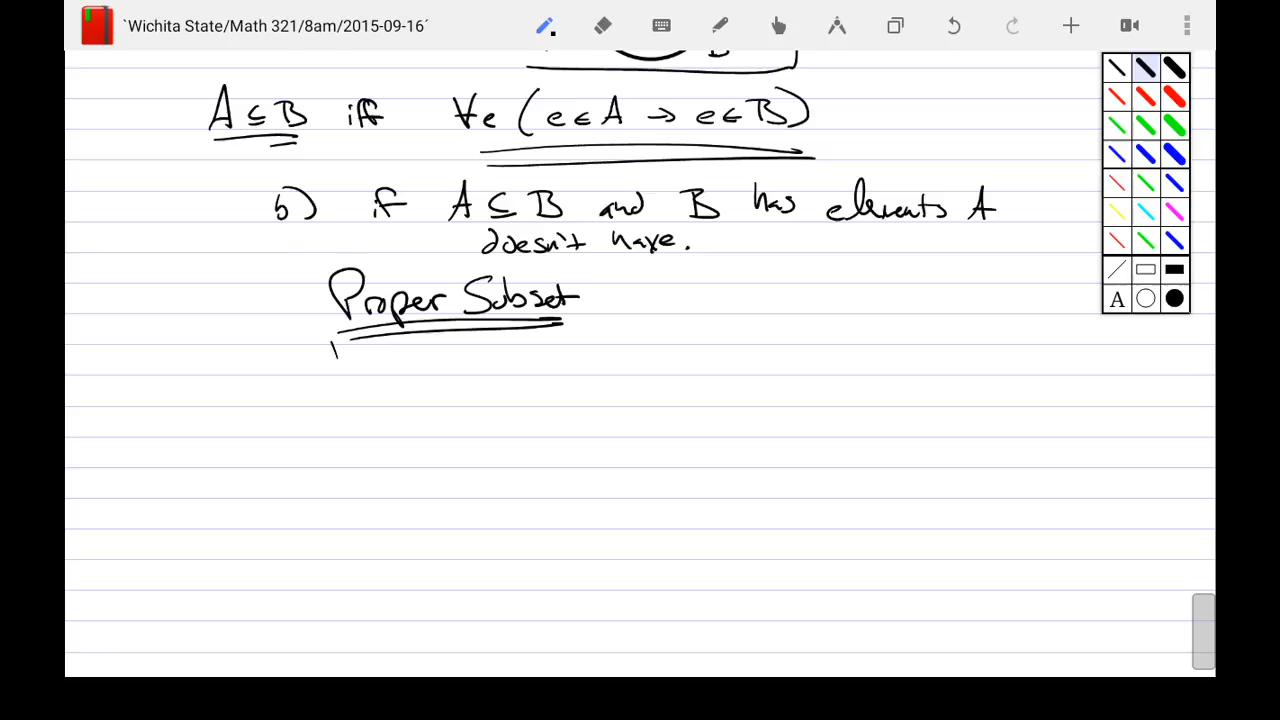 `Wichita State/Math 321/8am/2015-09-16´
B
A ⊆ B iff ∀e (e ∈ A → e ∈ B)
5) if A ⊆ B and B has elements A
doesn't have.
Proper Subset
A